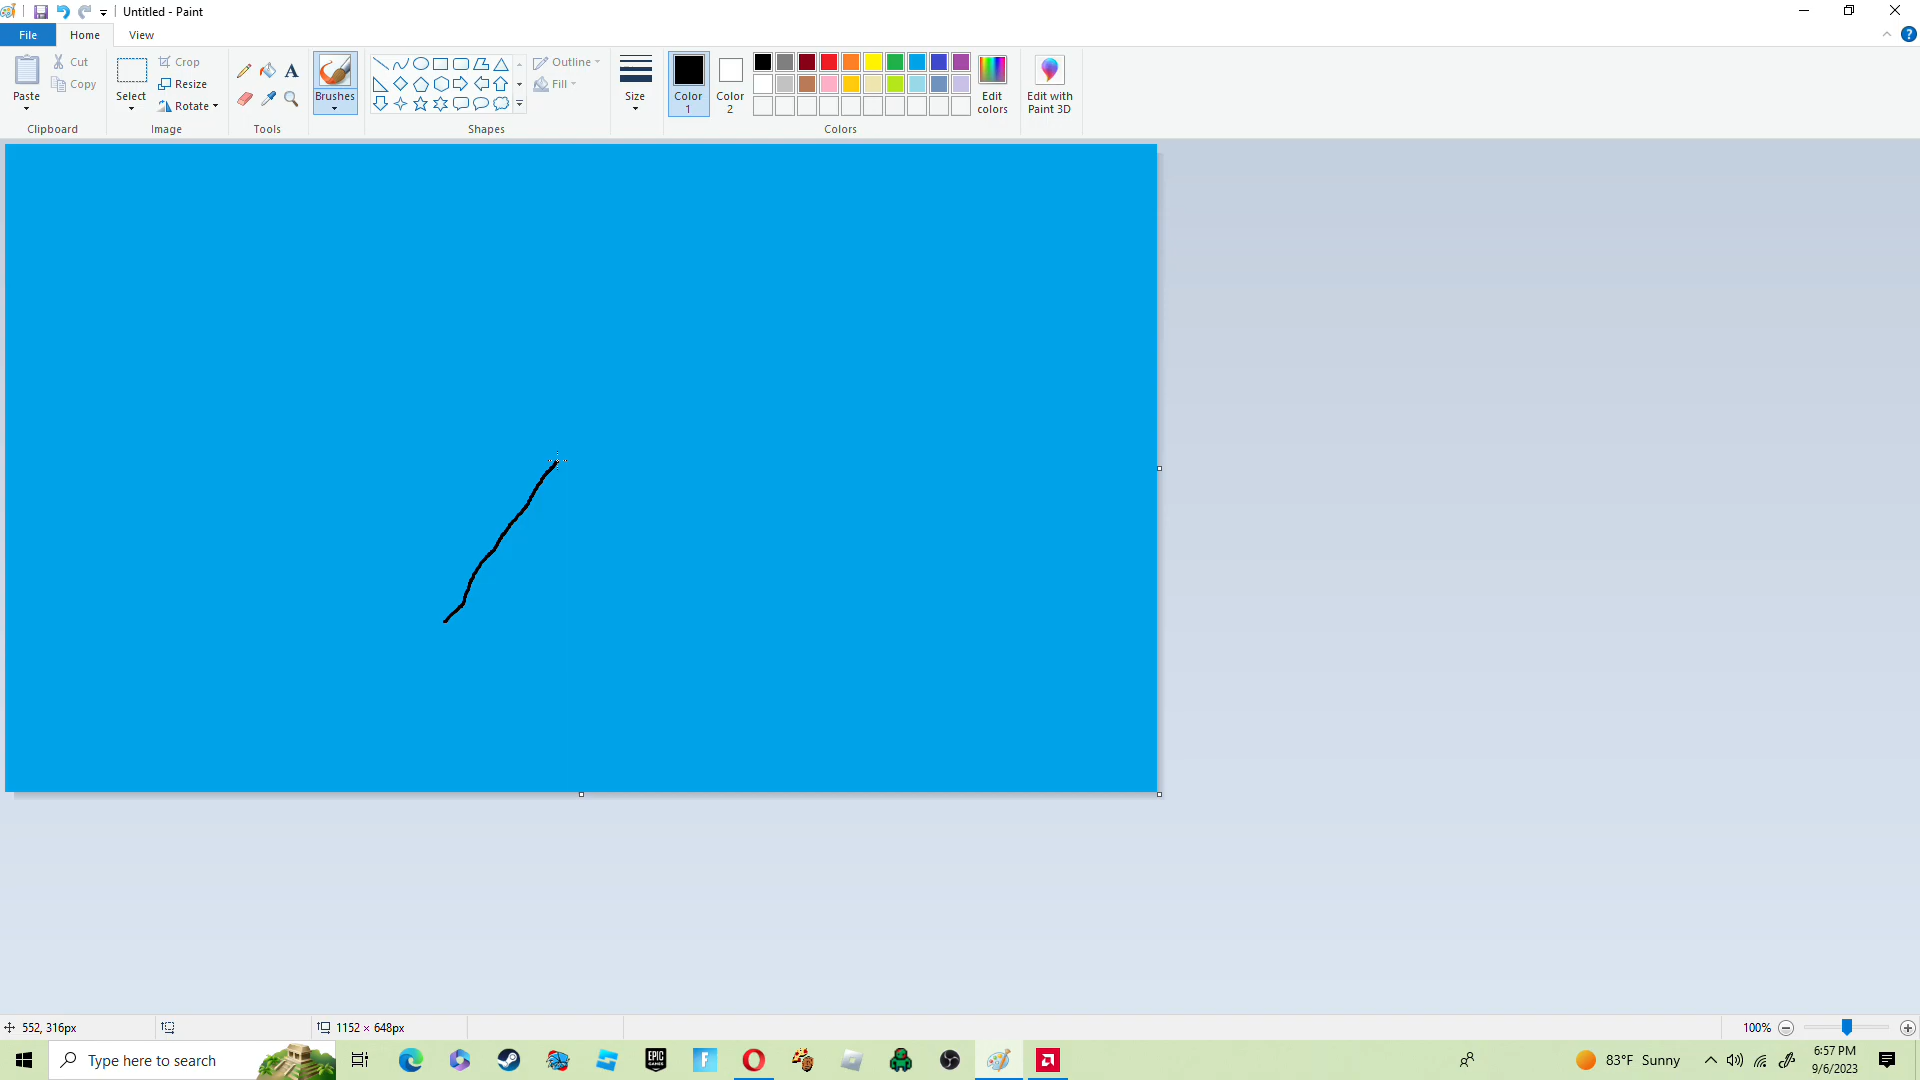 Untitled - Paint
File Home View
Cut
Copy
Paste
Clipboard
Crop
Resize
Rotate
Select
Image
A
Tools
Brushes
Outline
Fill
Shapes
Size
Color 1
Color 2
Edit colors
Colors
Edit with Paint 3D
?
552, 316px
1152 × 648px
100%
Type here to search
EPIC GAMES
F
83°F Sunny
6:57 PM
9/6/2023